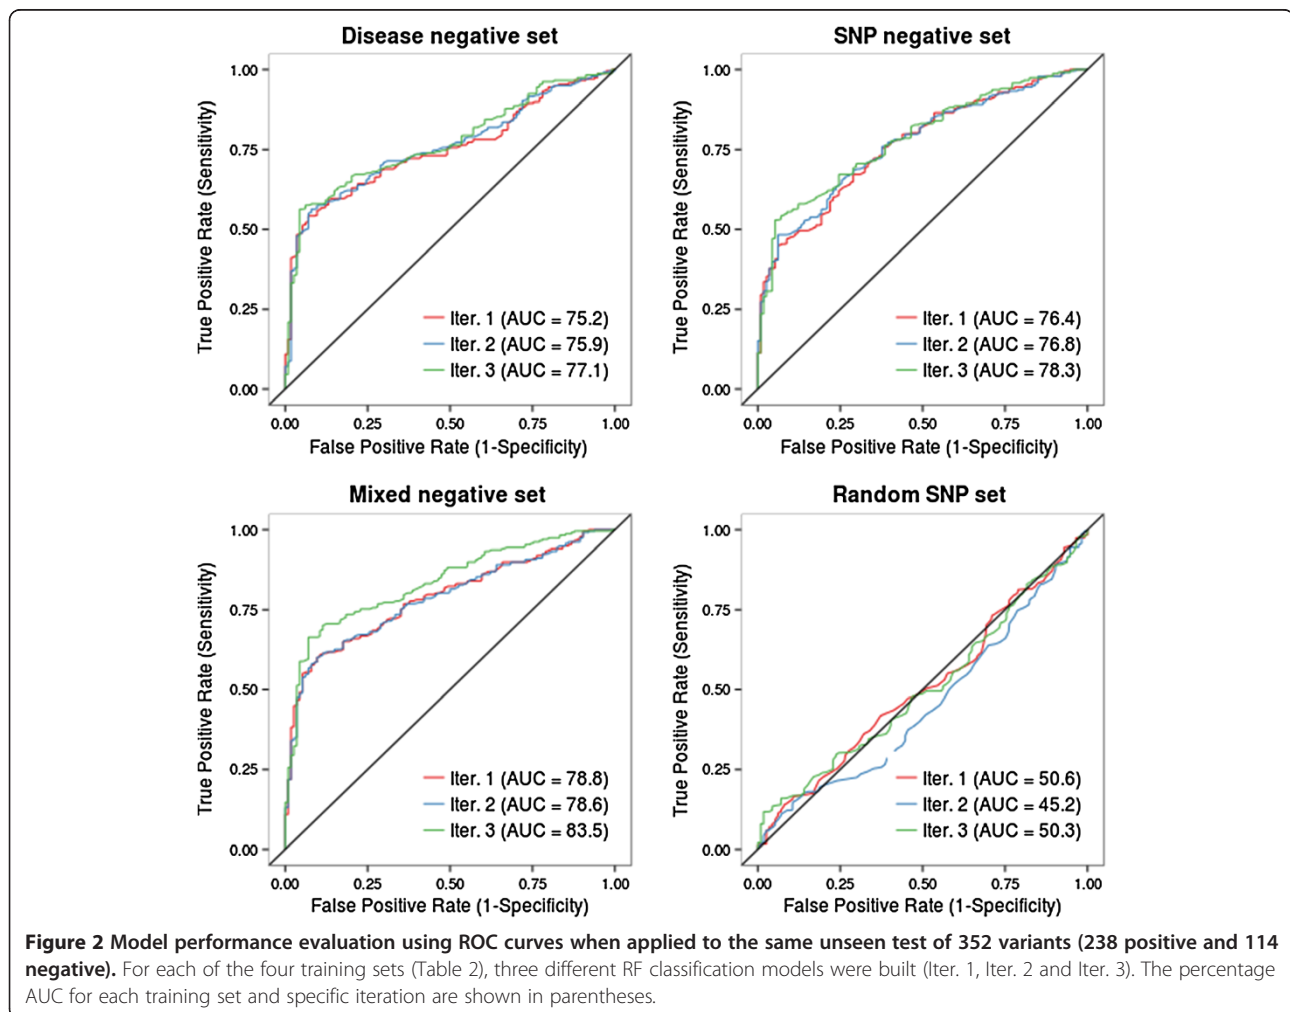 Disease negative set
True Positive Rate (Sensitivity)
1.00
0.75
0.50
0.25
0.00
Iter. 1 (AUC = 75.2)
Iter. 2 (AUC = 75.9)
Iter. 3 (AUC = 77.1)
0.00 0.25 0.50 0.75 1.00
False Positive Rate (1-Specificity)
SNP negative set
True Positive Rate (Sensitivity)
1.00
0.75
0.50
0.25
0.00
Iter. 1 (AUC = 76.4)
Iter. 2 (AUC = 76.8)
Iter. 3 (AUC = 78.3)
0.00 0.25 0.50 0.75 1.00
False Positive Rate (1-Specificity)
Mixed negative set
True Positive Rate (Sensitivity)
1.00
0.75
0.50
0.25
0.00
Iter. 1 (AUC = 78.8)
Iter. 2 (AUC = 78.6)
Iter. 3 (AUC = 83.5)
0.00 0.25 0.50 0.75 1.00
False Positive Rate (1-Specificity)
Random SNP set
True Positive Rate (Sensitivity)
1.00
0.75
0.50
0.25
0.00
Iter. 1 (AUC = 50.6)
Iter. 2 (AUC = 45.2)
Iter. 3 (AUC = 50.3)
0.00 0.25 0.50 0.75 1.00
False Positive Rate (1-Specificity)
Figure 2 Model performance evaluation using ROC curves when applied to the same unseen test of 352 variants (238 positive and 114
negative). For each of the four training sets (Table 2), three different RF classification models were built (Iter. 1, Iter. 2 and Iter. 3). The percentage
AUC for each training set and specific iteration are shown in parentheses.